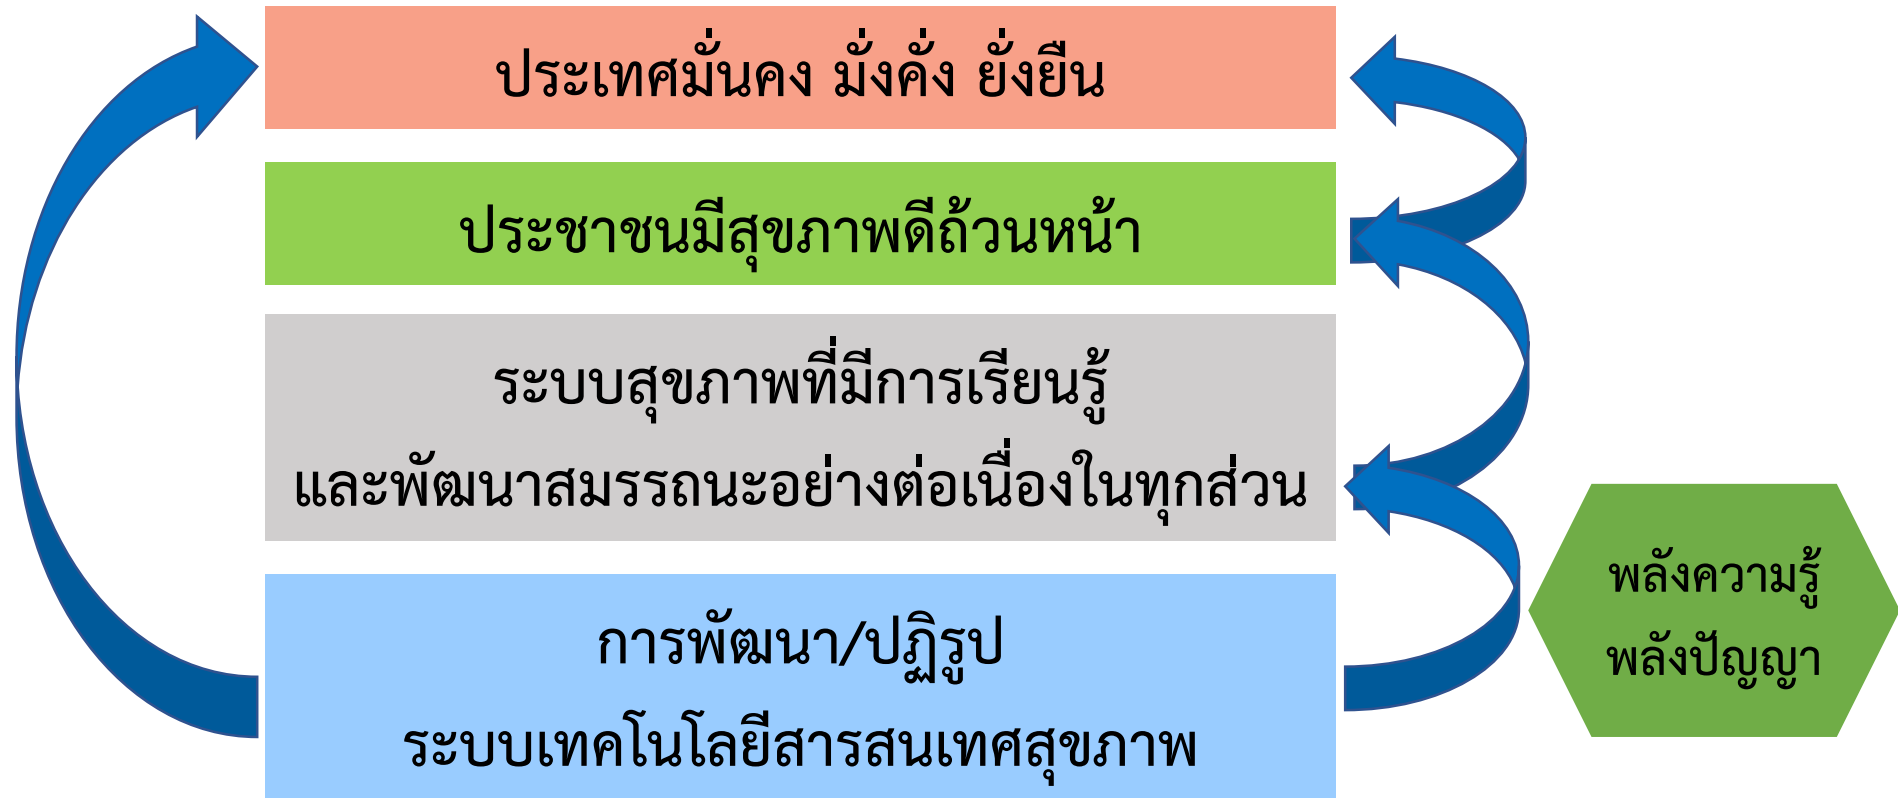 ประเทศมั่นคง มั่งคั่ง ยั่งยืน
ประชาชนมีสุขภาพดีถ้วนหน้า
ระบบสุขภาพที่มีการเรียนรู้
และพัฒนาสมรรถนะอย่างต่อเนื่องในทุกส่วน
การพัฒนา/ปฏิรูป
ระบบเทคโนโลยีสารสนเทศสุขภาพ
พลังความรู้
พลังปัญญา